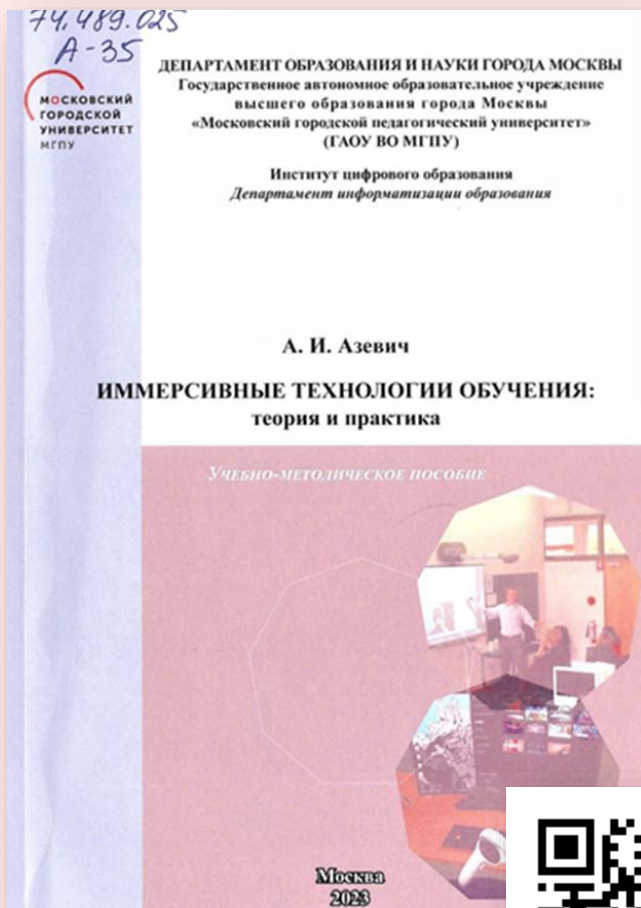 74.489.025
А-35
МОСКОВСКИЙ
ГОРОДСКОЙ
УНИВЕРСИТЕТ
МГПУ
ДЕПАРТАМЕНТ ОБРАЗОВАНИЯ И НАУКИ ГОРОДА МОСКВЫ
Государственное автономное образовательное учреждение
высшего образования города Москвы
«Московский городской педагогический университет»
(ГАОУ ВО МГПУ)
Институт цифрового образования
Департамент информатизации образования
А. И. Азевич
ИММЕРСИВНЫЕ ТЕХНОЛОГИИ ОБУЧЕНИЯ:
теория и практика
УЧЕБНО-МЕТОДИЧЕСКОЕ ПОСОБИЕ
Москва
2023